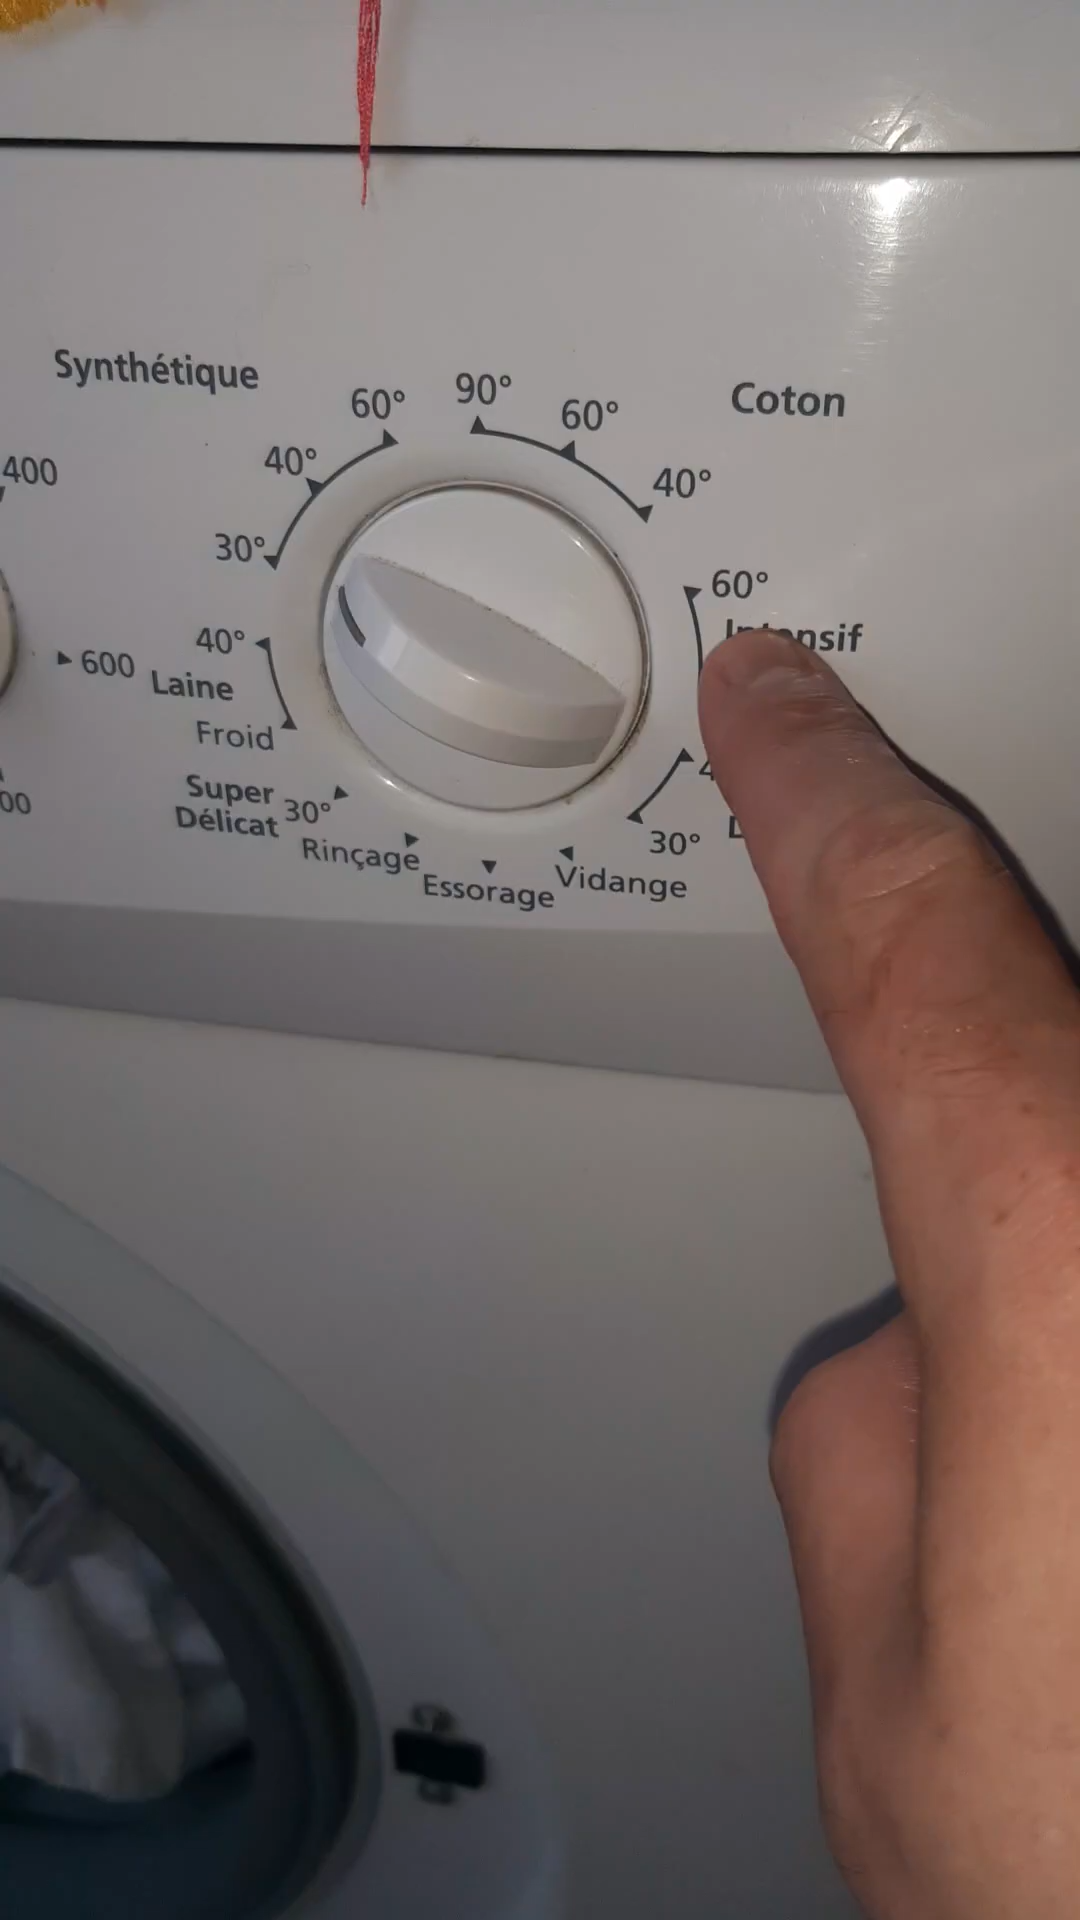 Synthétique
60°
90°
60°
Coton
40°
40°
400
30°
60°
Intensif
40°
600
Laine
Froid
Super
Délicat
30°
30°
Rinçage
Essorage
Vidange